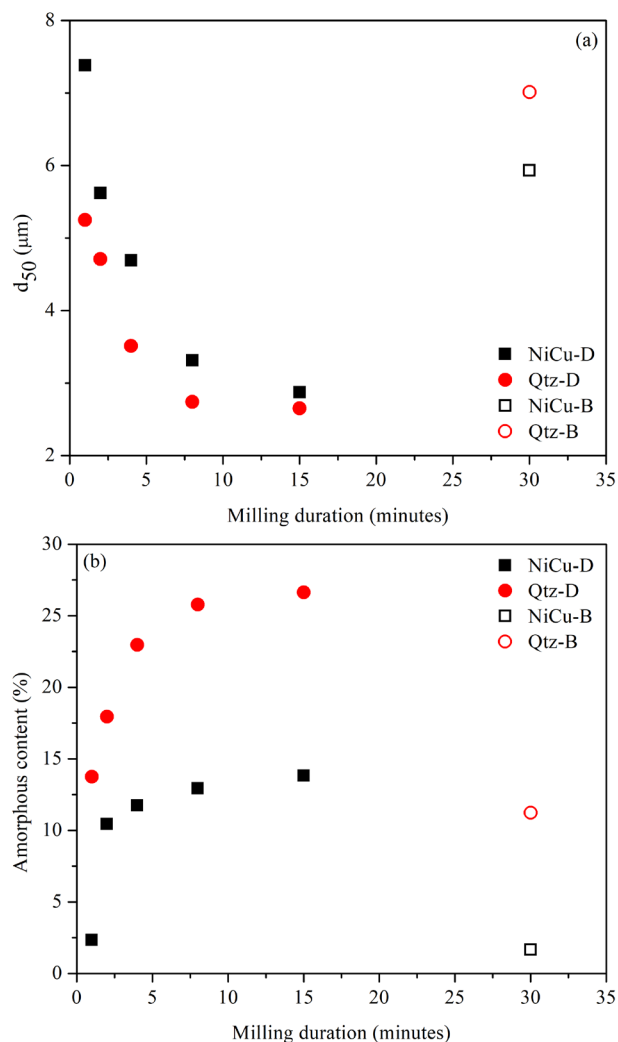 (a)
8
6
4
2
d50 (μm)
0 5 10 15 20 25 30 35
Milling duration (minutes)
NiCu-D
Qtz-D
NiCu-B
Qtz-B
(b)
30
25
20
15
10
5
0
Amorphous content (%)
0 5 10 15 20 25 30 35
Milling duration (minutes)
NiCu-D
Qtz-D
NiCu-B
Qtz-B